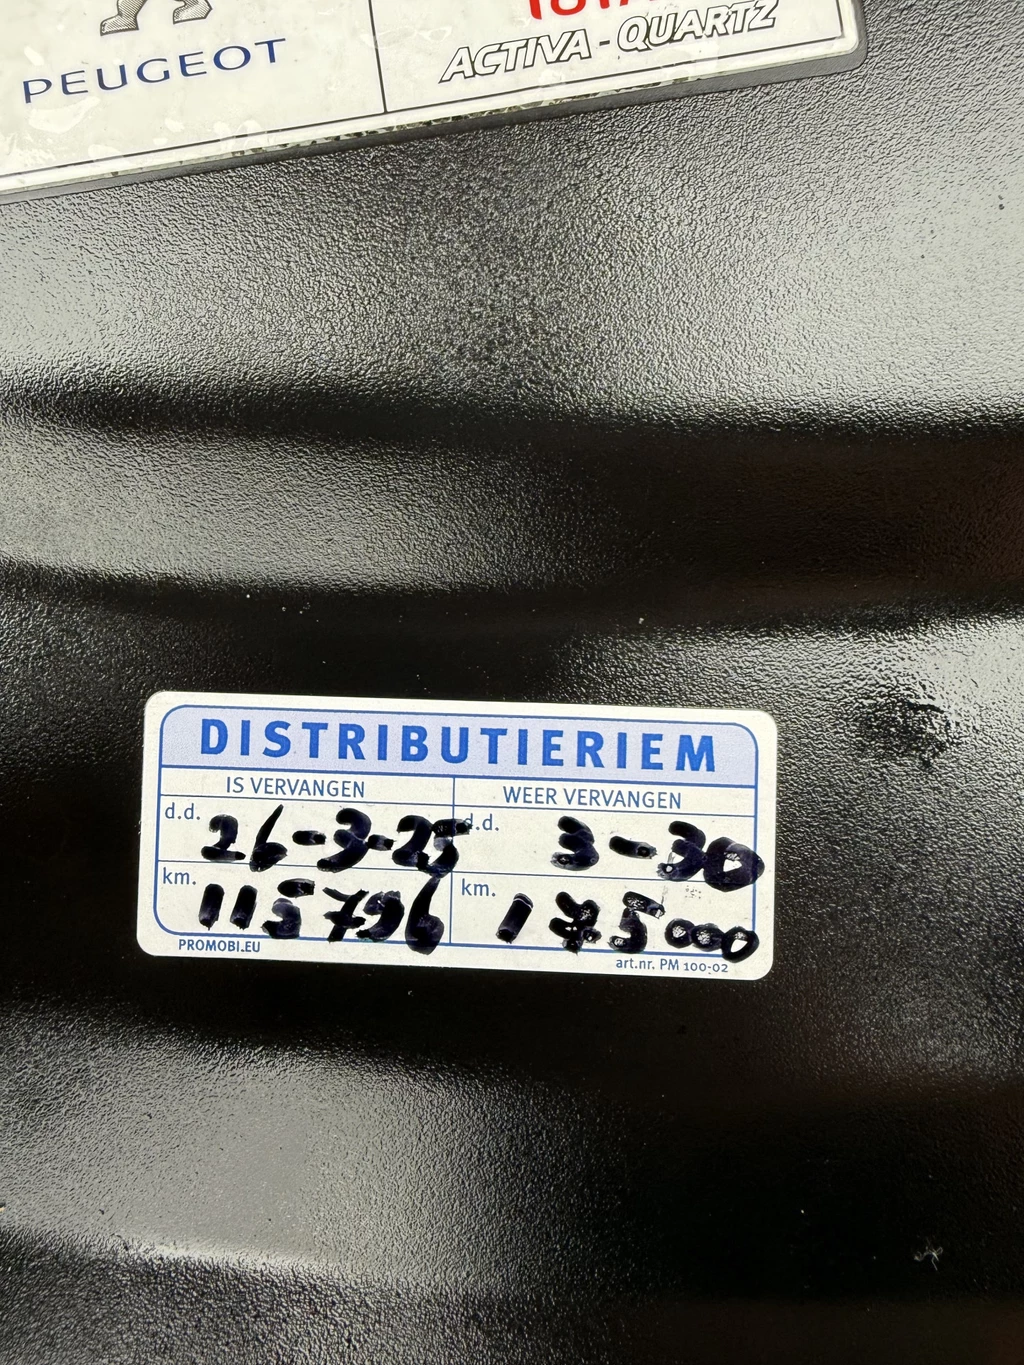 PEUGEOT
ACTIVA - QUARTZ
DISTRIBUTIERIEM
IS VERVANGEN
WEER VERVANGEN
d.d. 26-3-25
d.d. 3-30
km. 115796
km. 175000
PROMOBI.EU
art.nr. PM 100-02